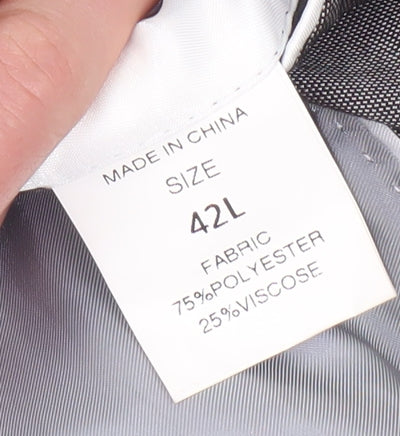 MADE IN CHINA
SIZE
42L
FABRIC
75%POLYESTER
25%VISCOSE